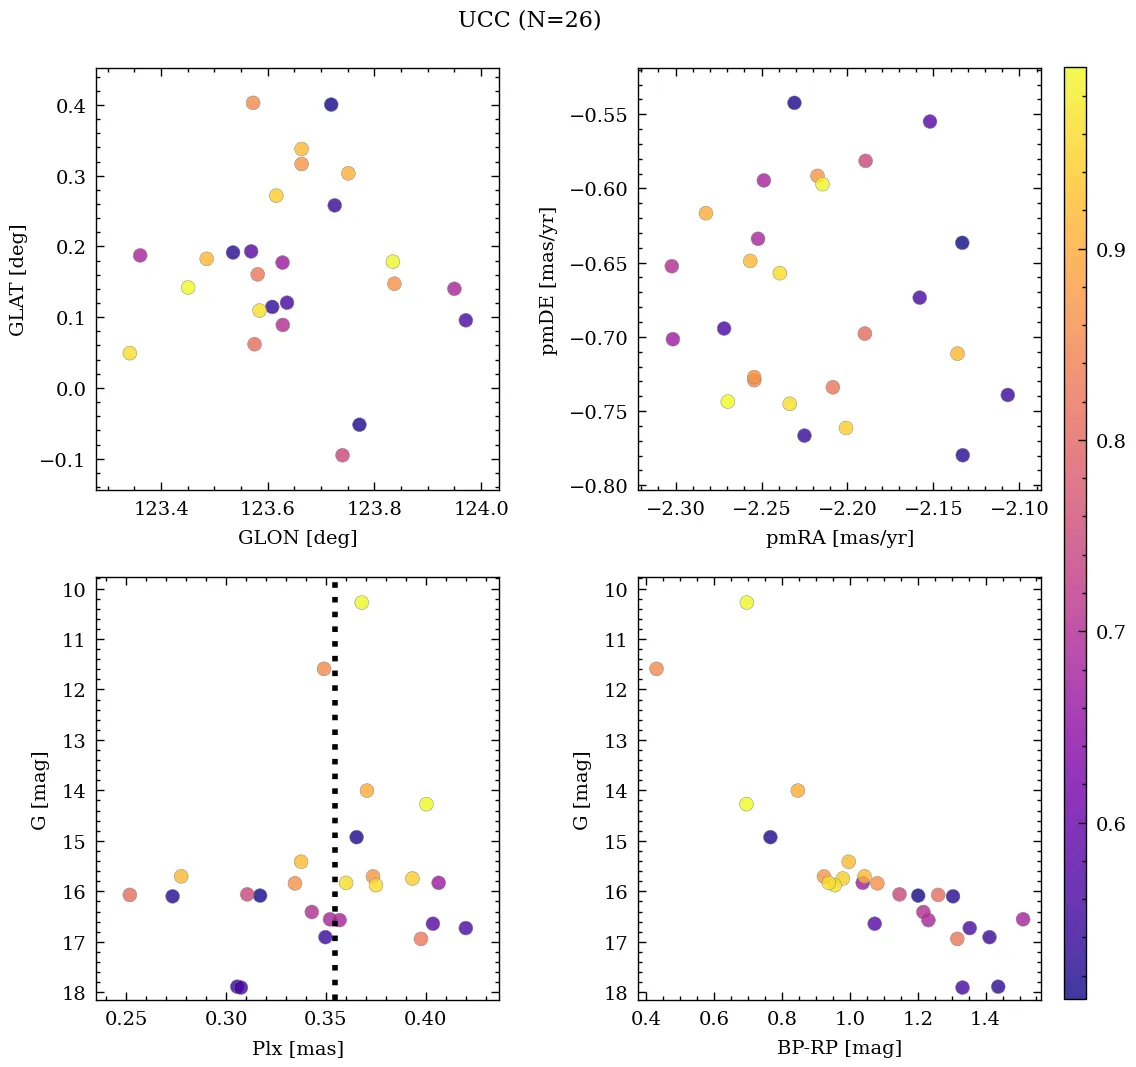 UCC (N=26)
0.4
0.3
0.2
0.1
0.0
−0.1
GLAT [deg]
123.4 123.6 123.8 124.0
GLON [deg]
−0.55
−0.60
−0.65
−0.70
−0.75
−0.80
pmDE [mas/yr]
−2.30 −2.25 −2.20 −2.15 −2.10
pmRA [mas/yr]
10
11
12
13
14
15
16
17
18
G [mag]
0.25 0.30 0.35 0.40
Plx [mas]
10
11
12
13
14
15
16
17
18
G [mag]
0.4 0.6 0.8 1.0 1.2 1.4
BP-RP [mag]
0.9
0.8
0.7
0.6